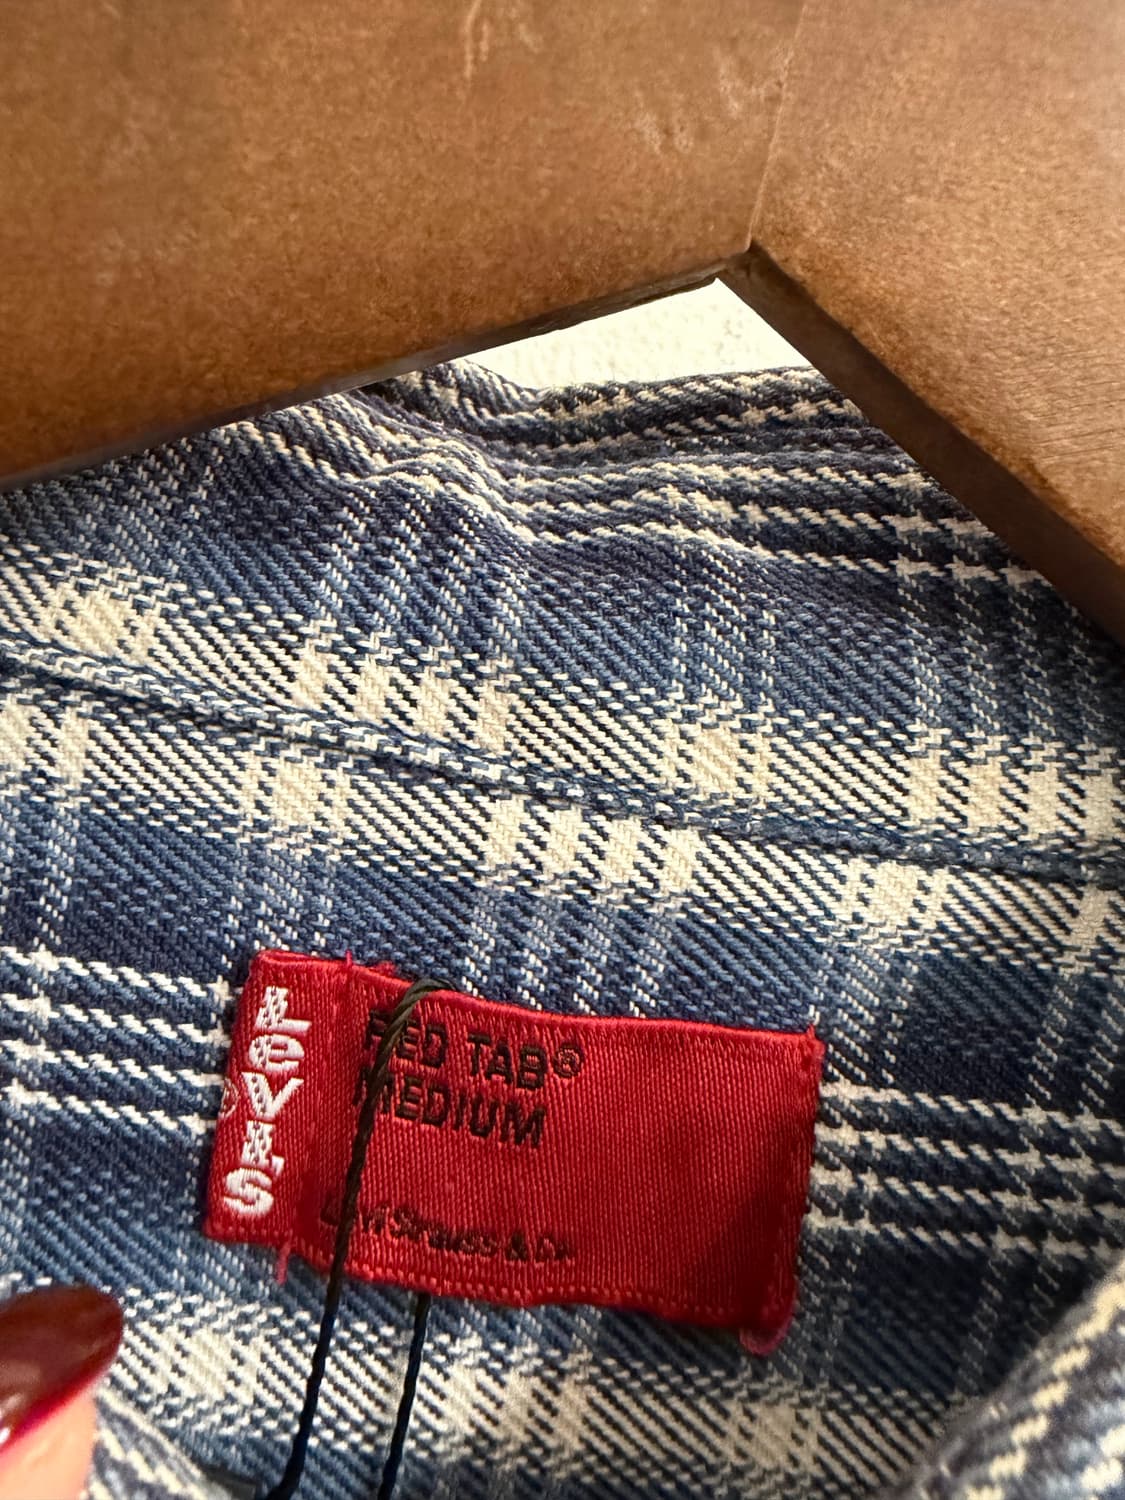 LeVI'S
®
RED TAB®
MEDIUM
Levi Strauss & Co.